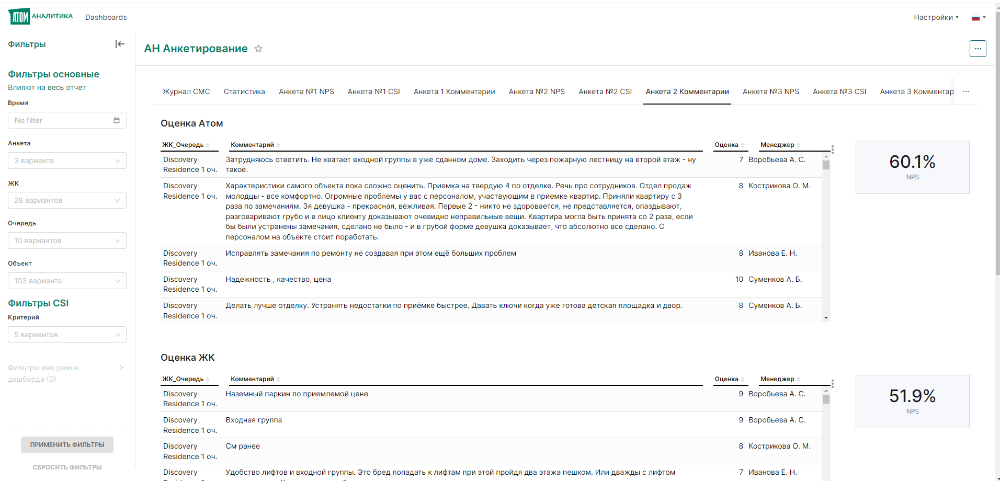 АТОМ АНАЛИТИКА
Dashboards
Настройки
Фильтры
АН Анкетирование
...
Фильтры основные
Влияют на весь отчет
Время
No filter
Анкета
3 варианта
ЖК
28 вариантов
Очередь
10 вариантов
Объект
103 варианта
Фильтры CSI
Критерий
5 вариантов
Фильтры вне рамок
дашборда (0)
ПРИМЕНИТЬ ФИЛЬТРЫ
СБРОСИТЬ ФИЛЬТРЫ
Журнал СМС Статистика Анкета №1 NPS Анкета №1 CSI Анкета 1 Комментарии Анкета №2 NPS Анкета №2 CSI Анкета 2 Комментарии Анкета №3 NPS Анкета №3 CSI Анкета 3 Комментар ...
Оценка Атом
ЖК_Очередь Комментарий Оценка Менеджер
Discovery Затрудняюсь ответить. Не хватает входной группы в уже сданном доме. Заходить через пожарную лестницу на второй этаж - ну 7 Воробьева А. С.
Residence 1 оч. такое.
Discovery Характеристики самого объекта пока сложно оценить. Приемка на твердую 4 по отделке. Речь про сотрудников. Отдел продаж 8 Кострикова О. М.
Residence 1 оч. молодцы - все комфортно. Огромные проблемы у вас с персоналом, участвующим в приемке квартир. Приняли квартиру с 3
раза по замечаниям. 3я девушка - прекрасная, вежливая. Первые 2 - никто не здоровается, не представляется, опаздывают,
разговаривают грубо и в лицо клиенту доказывают очевидно неправильные вещи. Квартира могла быть принята со 2 раза, если
бы были устранены замечания, сделано не было - и в грубой форме девушка доказывает, что абсолютно все сделано. С
персоналом на объекте стоит поработать.
Discovery Исправлять замечания по ремонту не создавая при этом ещё больших проблем 8 Иванова Е. Н.
Residence 1 оч.
Discovery Надежность , качество, цена 10 Суменков А. Б.
Residence 1 оч.
Discovery Делать лучше отделку. Устранять недостатки по приёмке быстрее. Давать ключи когда уже готова детская площадка и двор. 8 Суменков А. Б.
Residence 1 оч.
60.1%
NPS
Оценка ЖК
ЖК_Очередь Комментарий Оценка Менеджер
Discovery Наземный паркин по приемлемой цене 9 Воробьева А. С.
Residence 1 оч.
Discovery Входная группа 9 Воробьева А. С.
Residence 1 оч.
Discovery См ранее 8 Кострикова О. М.
Residence 1 оч.
Discovery Удобство лифтов и входной группы. Это бред попадать к лифтам при этой пройдя два этажа пешком. Или дважды с лифтом 7 Иванова Е. Н.
51.9%
NPS